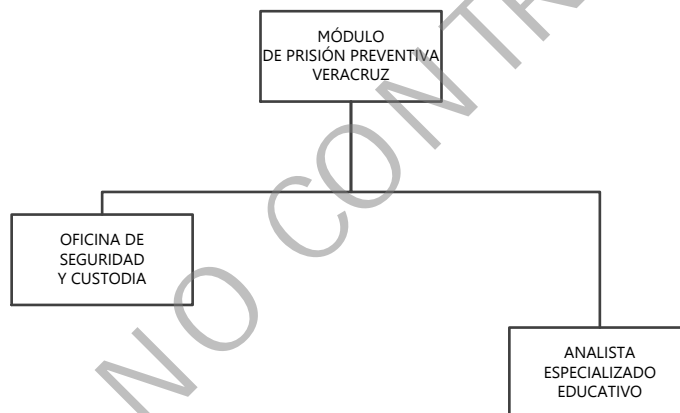 MÓDULO
DE PRISIÓN PREVENTIVA
VERACRUZ
OFICINA DE
SEGURIDAD
Y CUSTODIA
ANALISTA
ESPECIALIZADO
EDUCATIVO
NO CONTR